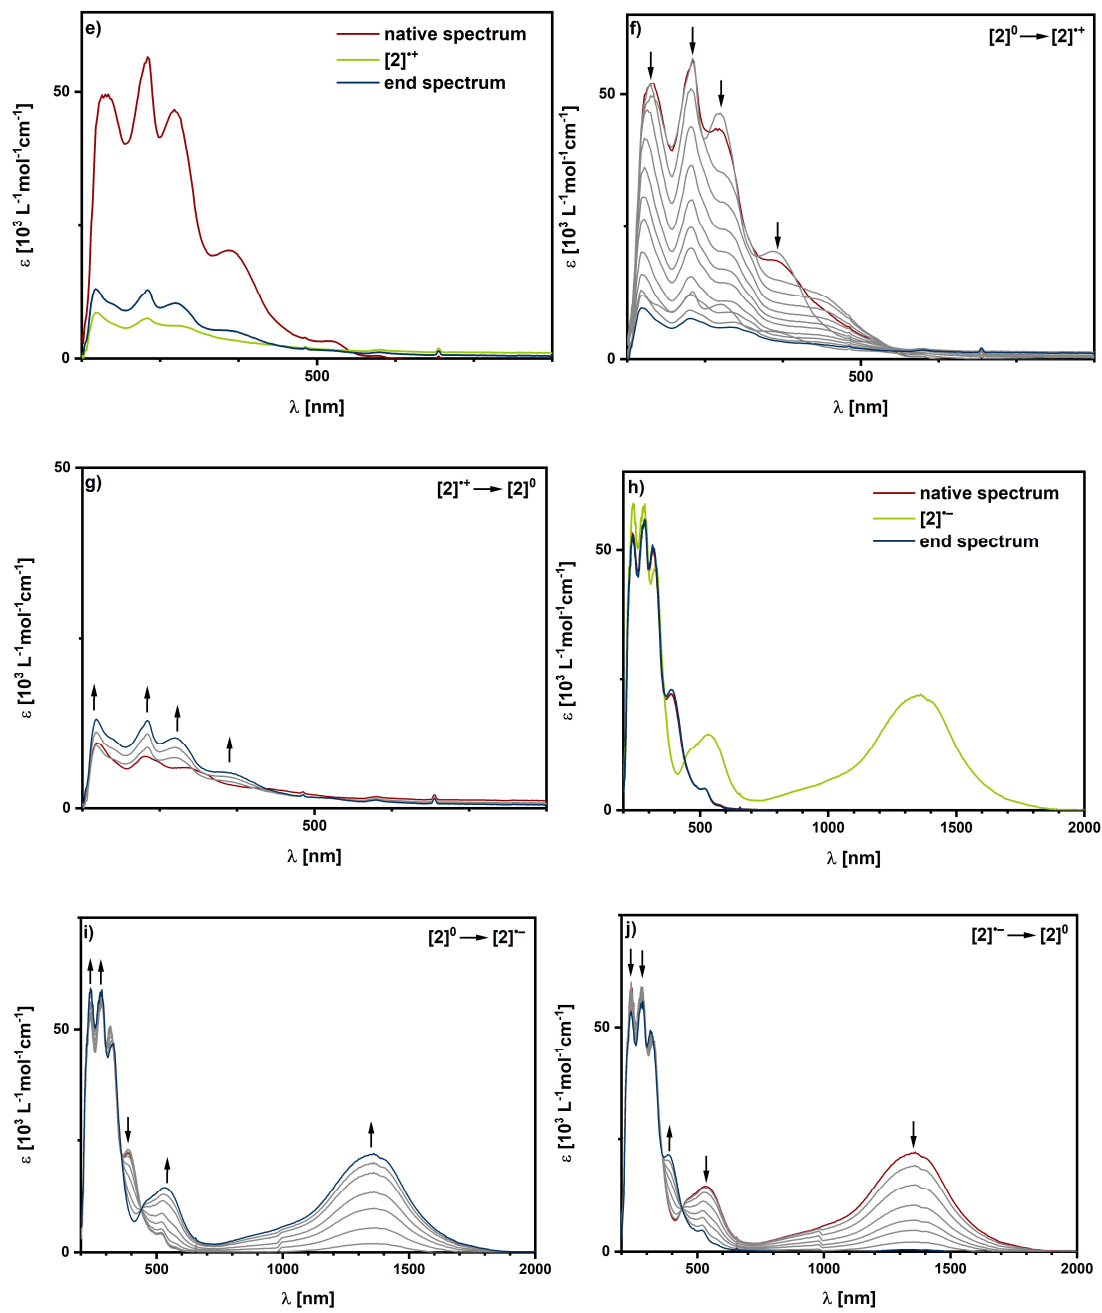 e)
native spectrum
[2]•+
end spectrum
ε [10³ L⁻¹mol⁻¹cm⁻¹]
50
0
500
λ [nm]
f)
[2]⁰ → [2]•+
ε [10³ L⁻¹mol⁻¹cm⁻¹]
50
0
500
λ [nm]
g)
[2]•+ → [2]⁰
ε [10³ L⁻¹mol⁻¹cm⁻¹]
50
0
500
λ [nm]
h)
native spectrum
[2]•–
end spectrum
ε [10³ L⁻¹mol⁻¹cm⁻¹]
50
0
500 1000 1500 2000
λ [nm]
i)
[2]⁰ → [2]•–
ε [10³ L⁻¹mol⁻¹cm⁻¹]
50
0
500 1000 1500 2000
λ [nm]
j)
[2]•– → [2]⁰
ε [10³ L⁻¹mol⁻¹cm⁻¹]
50
0
500 1000 1500 2000
λ [nm]